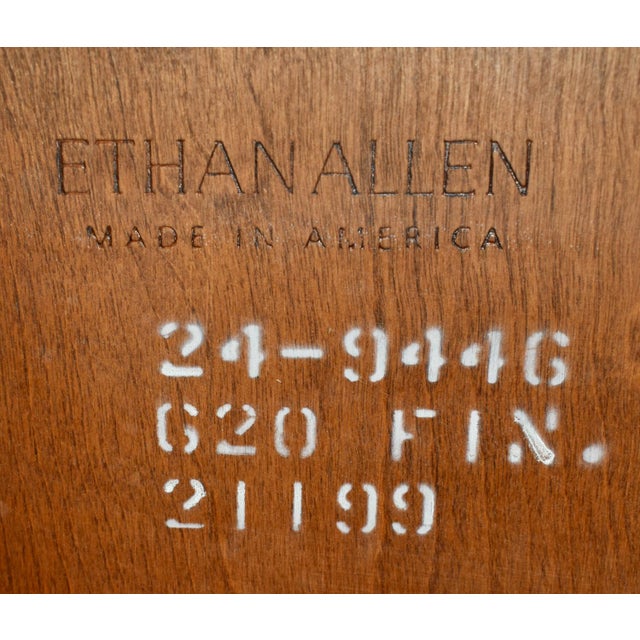 ETHAN ALLEN
MADE IN AMERICA
24-9446
620 FIN.
21199